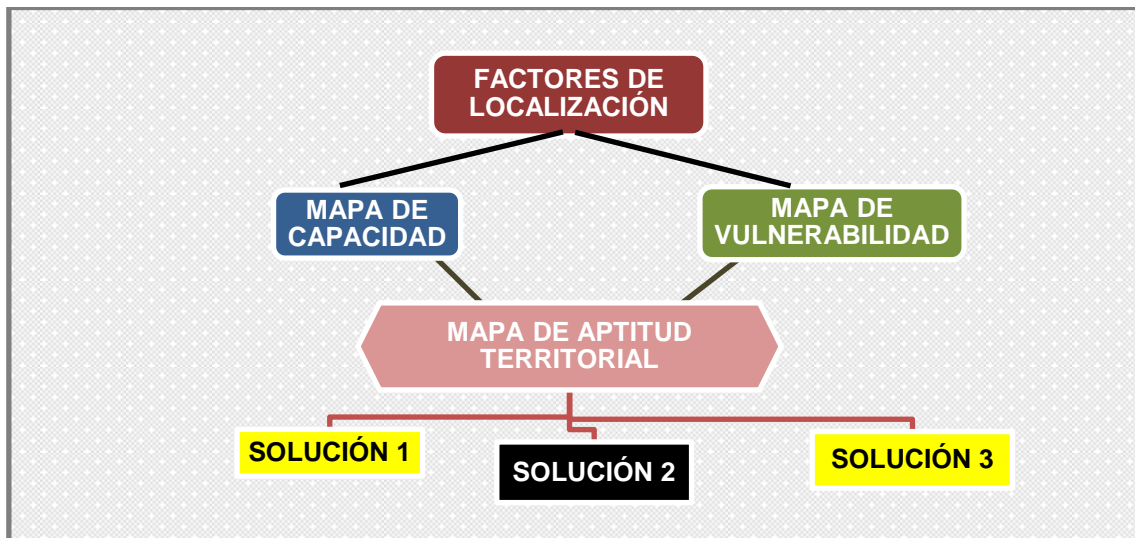 FACTORES DE
LOCALIZACIÓN
MAPA DE
CAPACIDAD
MAPA DE
VULNERABILIDAD
MAPA DE APTITUD
TERRITORIAL
SOLUCIÓN 1
SOLUCIÓN 2
SOLUCIÓN 3